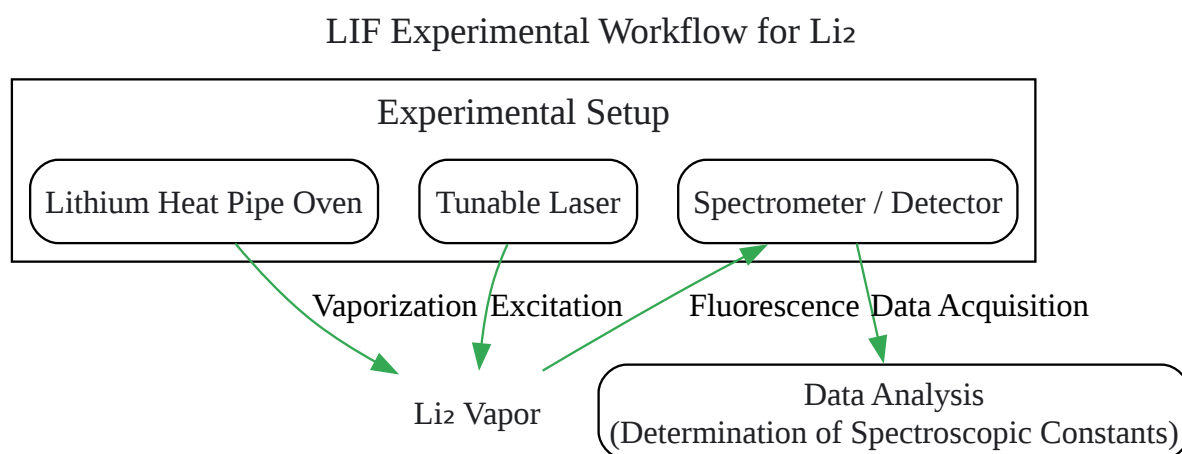 LIF Experimental Workflow for Li₂
Experimental Setup
Lithium Heat Pipe Oven
Tunable Laser
Spectrometer / Detector
Vaporization
Excitation
Fluorescence
Data Acquisition
Li₂ Vapor
Data Analysis
(Determination of Spectroscopic Constants)